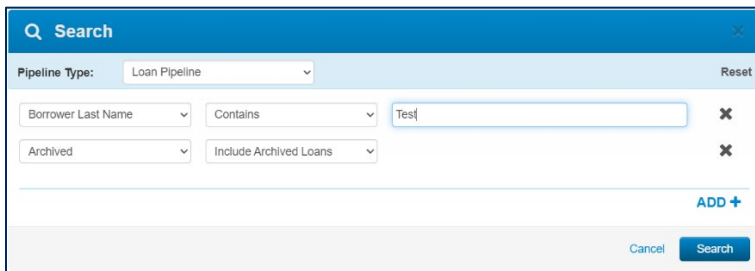 Search
Pipeline Type: Loan Pipeline Reset
Borrower Last Name Contains Test
Archived Include Archived Loans
ADD +
Cancel Search